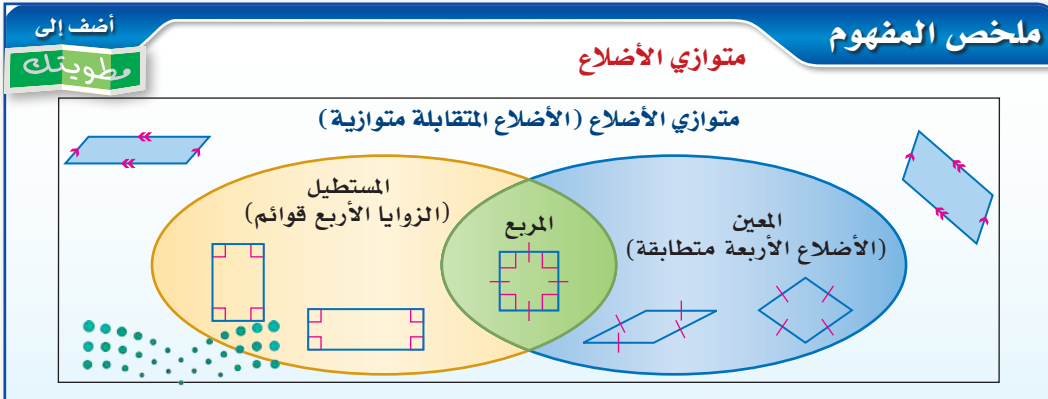 ملخص المفهوم
أضف إلى
مطويتك
متوازي الأضلاع
متوازي الأضلاع (الأضلاع المتقابلة متوازية)
المستطيل
(الزوايا الأربع قوائم)
المربع
المعين
(الأضلاع الأربعة متطابقة)